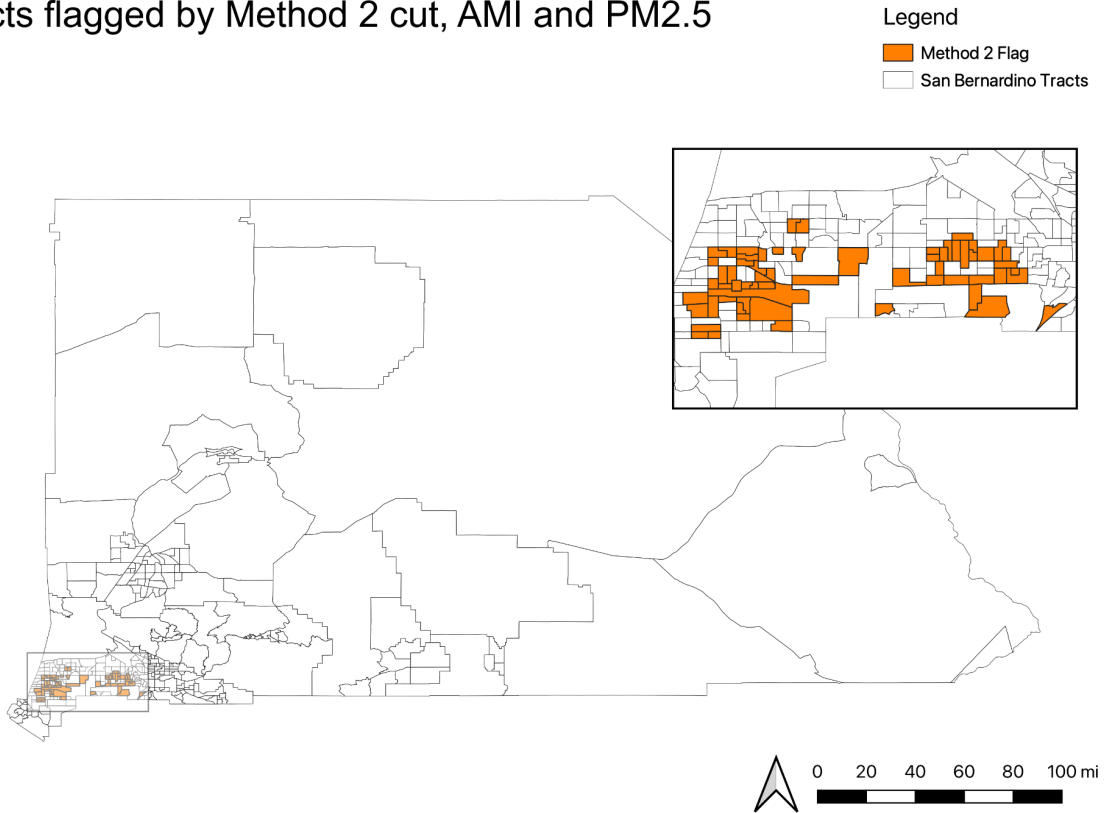 flagged by Method 2 cut, AMI and PM2.5
Legend
Method 2 Flag
San Bernardino Tracts
0 20 40 60 80 100 mi